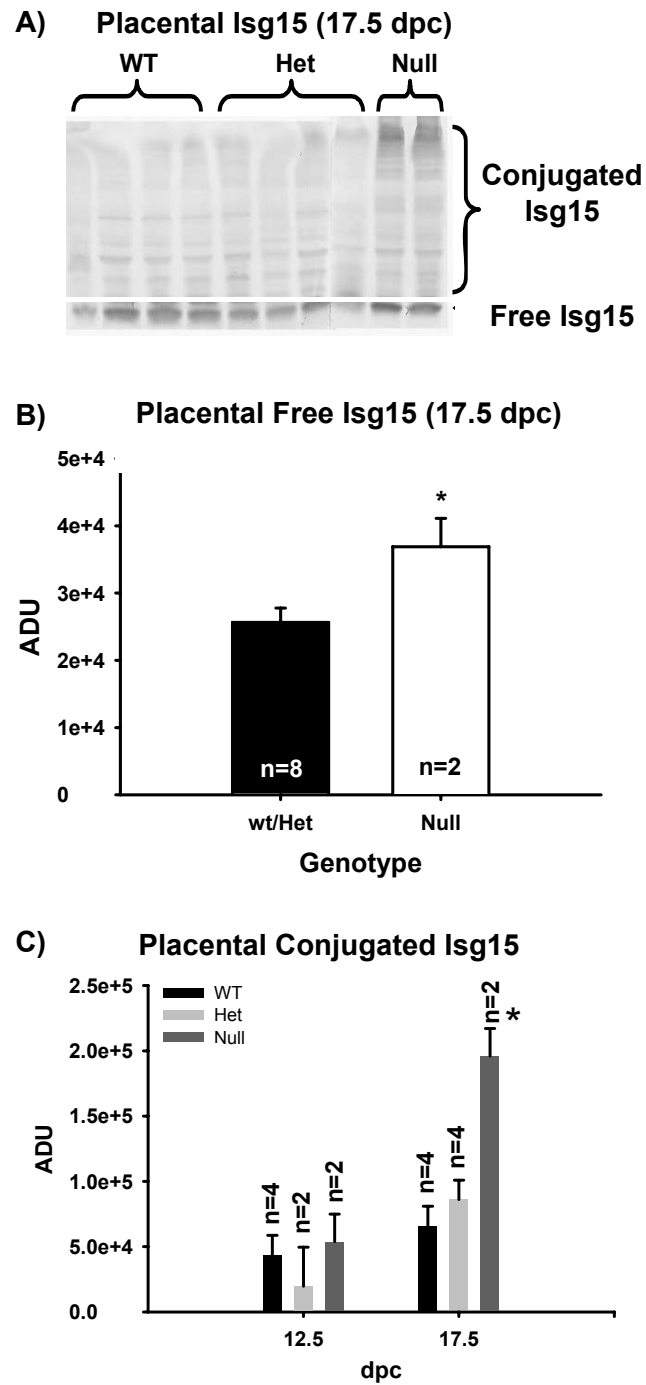 A) Placental Isg15 (17.5 dpc)
WT Het Null
Conjugated
Isg15
Free Isg15
B) Placental Free Isg15 (17.5 dpc)
5e+4
4e+4
3e+4
2e+4
1e+4
0
ADU
*
n=8
n=2
wt/Het Null
Genotype
C) Placental Conjugated Isg15
2.5e+5
2.0e+5
1.5e+5
1.0e+5
5.0e+4
0.0
ADU
WT
Het
Null
n=4
n=2
n=2
n=4
n=4
n=2
*
12.5 17.5
dpc